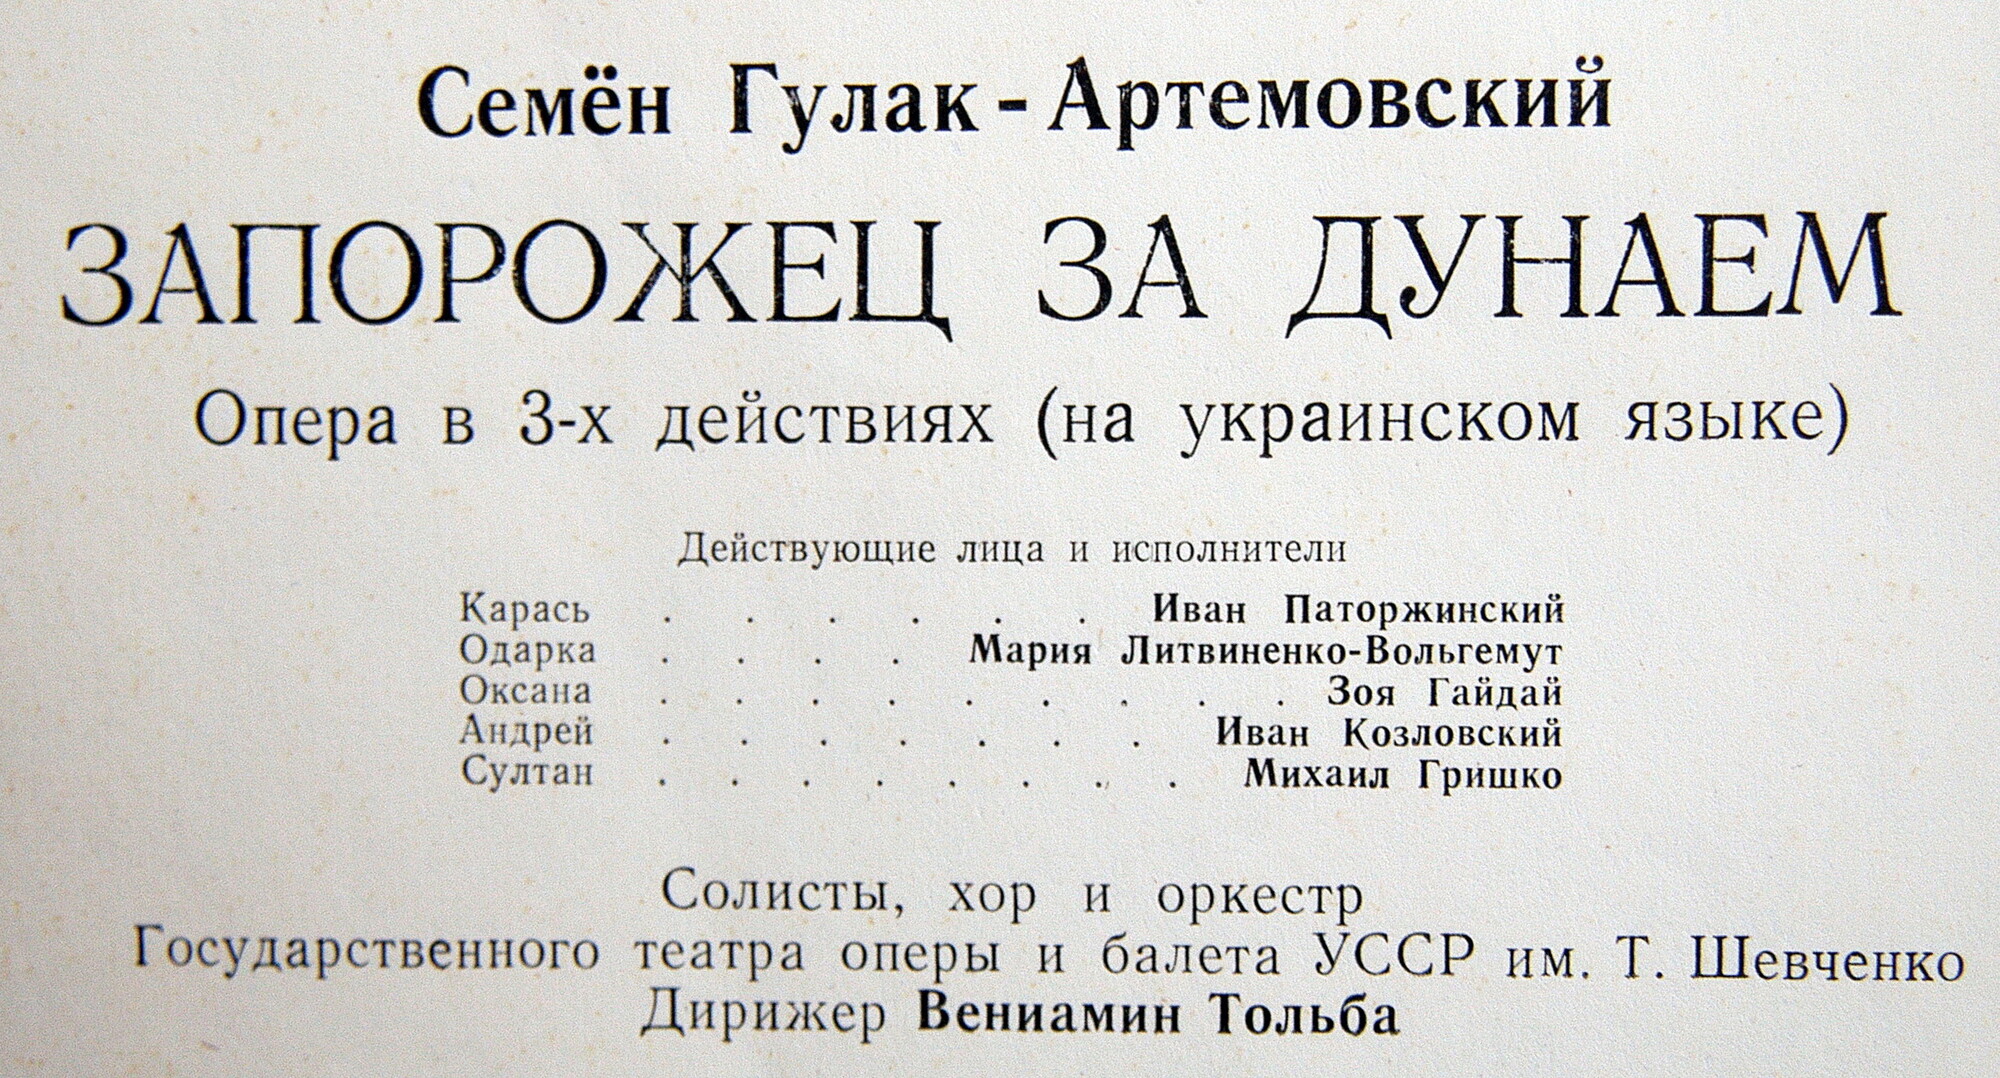 Семён Гулак-Артемовский
ЗАПОРОЖЕЦ ЗА ДУНАЕМ
Опера в 3-х действиях (на украинском языке)
Действующие лица и исполнители
Карась . . . . . . Иван Паторжинский
Одарка . . . . Мария Литвиненко-Вольгемут
Оксана . . . . . . . . . Зоя Гайдай
Андрей . . . . . . . Иван Козловский
Султан . . . . . . . . Михаил Гришко
Солисты, хор и оркестр
Государственного театра оперы и балета УССР им. Т. Шевченко
Дирижер Вениамин Тольба